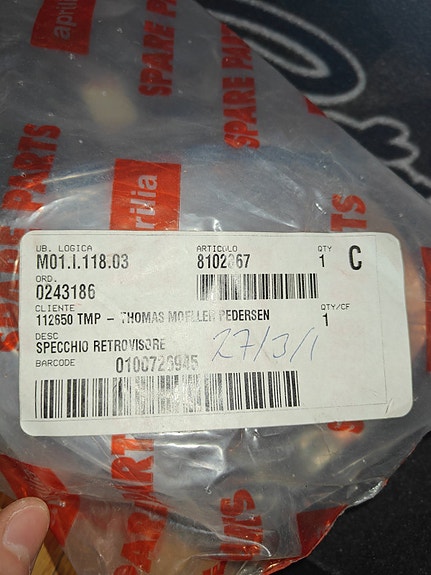 aprilia
SPARE PARTS
SPARE PARTS
SPARE PARTS
aprilia
UB. LOGICA
M01.I.118.03
ARTICOLO
8102867
QTY
1
C
ORD.
0243186
CLIENTE
112650 TMP - THOMAS MOELLER PEDERSEN
QTY/CF
1
DESC
SPECCHIO RETROVISORE
27/3/1
BARCODE
0100726945